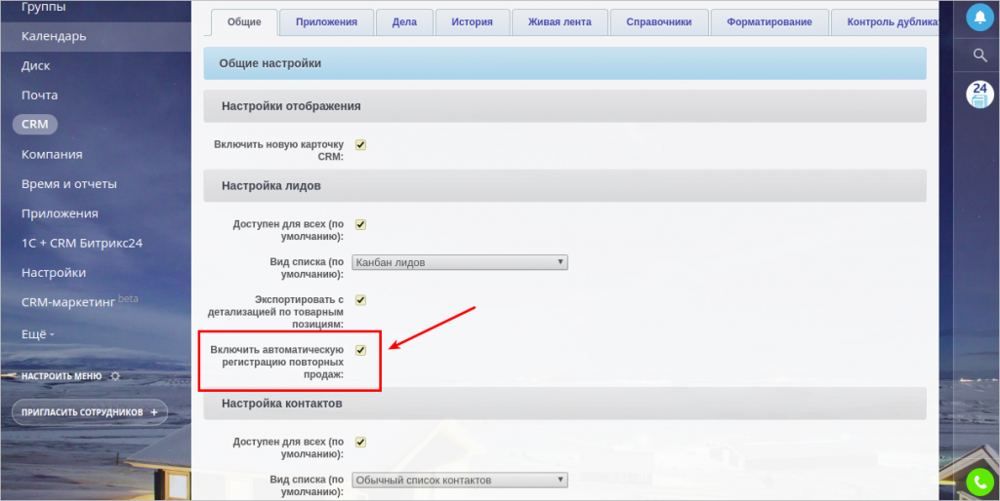 Группы
Календарь
Диск
Почта
CRM
Компания
Время и отчеты
Приложения
1С + CRM Битрикс24
Настройки
CRM-маркетинг beta
Ещё
НАСТРОИТЬ МЕНЮ
ПРИГЛАСИТЬ СОТРУДНИКОВ +
Общие Приложения Дела История Живая лента Справочники Форматирование Контроль дублика
Общие настройки
Настройки отображения
Включить новую карточку
CRM:
Настройка лидов
Доступен для всех (по
умолчанию):
Вид списка (по
умолчанию):
Канбан лидов
Экспортировать с
детализацией по товарным
позициям:
Включить автоматическую
регистрацию повторных
продаж:
Настройка контактов
Доступен для всех (по
умолчанию):
Вид списка (по
умолчанию):
Обычный список контактов
24